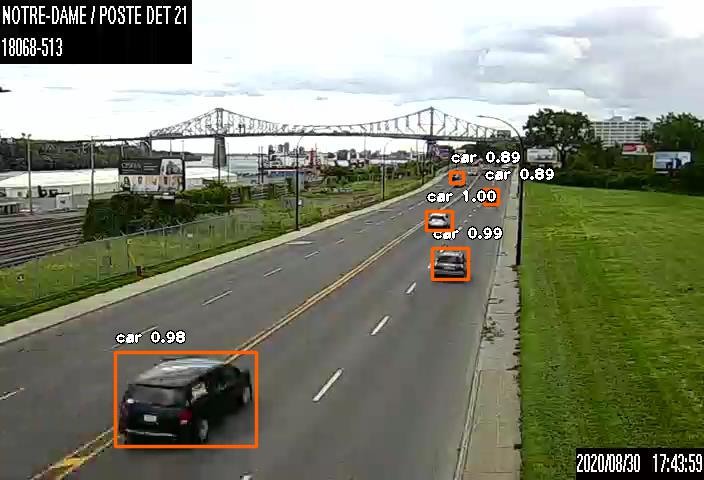 NOTRE-DAME / POSTE DET 21
18068-513
car 0.89
car 0.89
car 1.00
car 0.99
car 0.98
2020/08/30 17:43:59